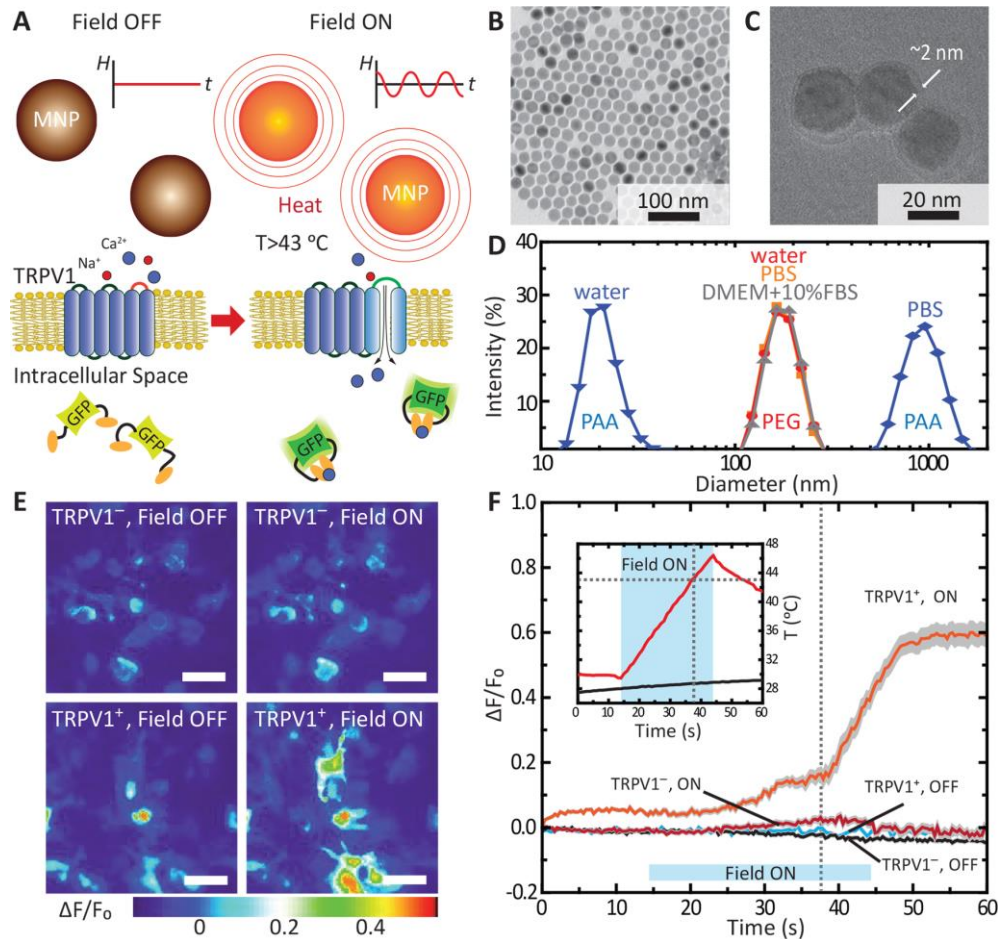 A
Field OFF
Field ON
H
t
H
t
MNP
MNP
Heat
T>43 °C
Ca²⁺
Na⁺
TRPV1
Intracellular Space
GFP
GFP
GFP
GFP
B
100 nm
C
~2 nm
20 nm
D
40
30
20
10
Intensity (%)
water
PAA
water
PBS
DMEM+10%FBS
PEG
PBS
PAA
10
100
1000
Diameter (nm)
E
TRPV1⁻, Field OFF
TRPV1⁻, Field ON
TRPV1⁺, Field OFF
TRPV1⁺, Field ON
ΔF/F₀
0
0.2
0.4
F
1.0
0.8
0.6
0.4
0.2
0.0
-0.2
ΔF/F₀
Field ON
48
44
40
36
32
28
T (ºC)
0 10 20 30 40 50 60
Time (s)
TRPV1⁺, ON
TRPV1⁻, ON
TRPV1⁺, OFF
TRPV1⁻, OFF
Field ON
0 10 20 30 40 50 60
Time (s)